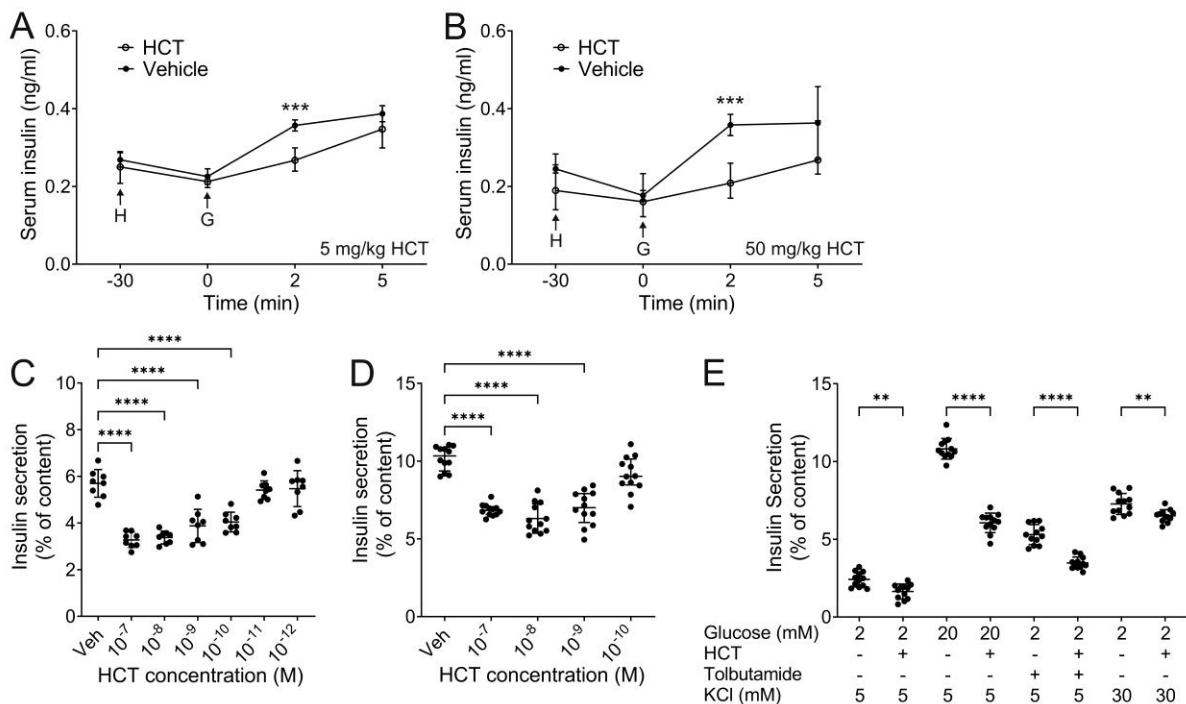 A
0.6
0.4
0.2
0.0
Serum insulin (ng/ml)
HCT
Vehicle
***
H
G
5 mg/kg HCT
-30
0
2
5
Time (min)
B
0.6
0.4
0.2
0.0
Serum insulin (ng/ml)
HCT
Vehicle
***
H
G
50 mg/kg HCT
-30
0
2
5
Time (min)
C
10
8
6
4
2
0
Insulin secretion
(% of content)
****
****
****
****
Veh
10⁻⁷
10⁻⁸
10⁻⁹
10⁻¹⁰
10⁻¹¹
10⁻¹²
HCT concentration (M)
D
15
10
5
0
Insulin secretion
(% of content)
****
****
****
Veh
10⁻⁷
10⁻⁸
10⁻⁹
10⁻¹⁰
HCT concentration (M)
E
15
10
5
0
Insulin Secretion
(% of content)
** **** **** **
Glucose (mM) 2 2 20 20 2 2 2 2
HCT - + - + - + - +
Tolbutamide - - - - + + - -
KCl (mM) 5 5 5 5 5 5 30 30